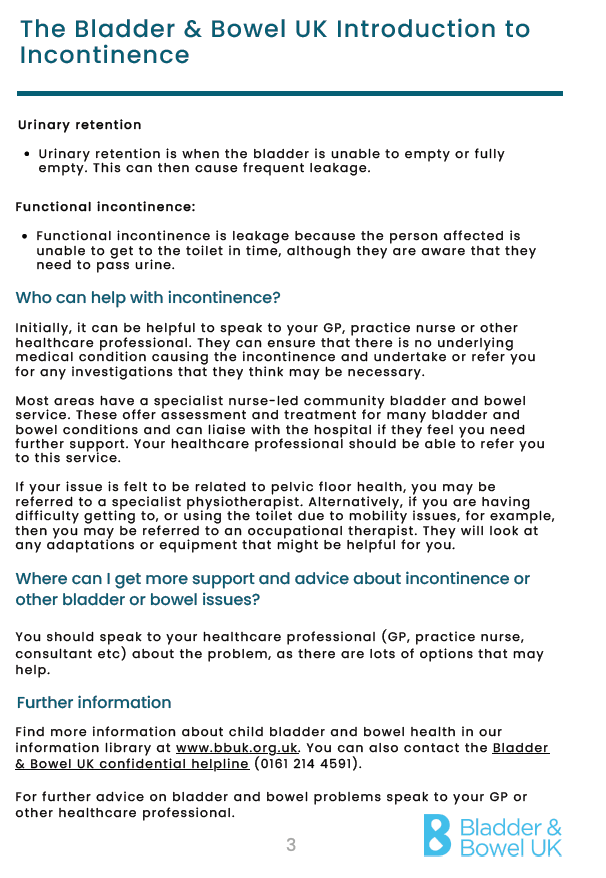 The Bladder & Bowel UK Introduction to
Incontinence
Urinary retention
• Urinary retention is when the bladder is unable to empty or fully
empty. This can then cause frequent leakage.
Functional incontinence:
• Functional incontinence is leakage because the person affected is
unable to get to the toilet in time, although they are aware that they
need to pass urine.
Who can help with incontinence?
Initially, it can be helpful to speak to your GP, practice nurse or other
healthcare professional. They can ensure that there is no underlying
medical condition causing the incontinence and undertake or refer you
for any investigations that they think may be necessary.
Most areas have a specialist nurse-led community bladder and bowel
service. These offer assessment and treatment for many bladder and
bowel conditions and can liaise with the hospital if they feel you need
further support. Your healthcare professional should be able to refer you
to this service.
If your issue is felt to be related to pelvic floor health, you may be
referred to a specialist physiotherapist. Alternatively, if you are having
difficulty getting to, or using the toilet due to mobility issues, for example,
then you may be referred to an occupational therapist. They will look at
any adaptations or equipment that might be helpful for you.
Where can I get more support and advice about incontinence or
other bladder or bowel issues?
You should speak to your healthcare professional (GP, practice nurse,
consultant etc) about the problem, as there are lots of options that may
help.
Further information
Find more information about child bladder and bowel health in our
information library at www.bbuk.org.uk. You can also contact the Bladder
& Bowel UK confidential helpline (0161 214 4591).
For further advice on bladder and bowel problems speak to your GP or
other healthcare professional.
3
Bladder &
Bowel UK